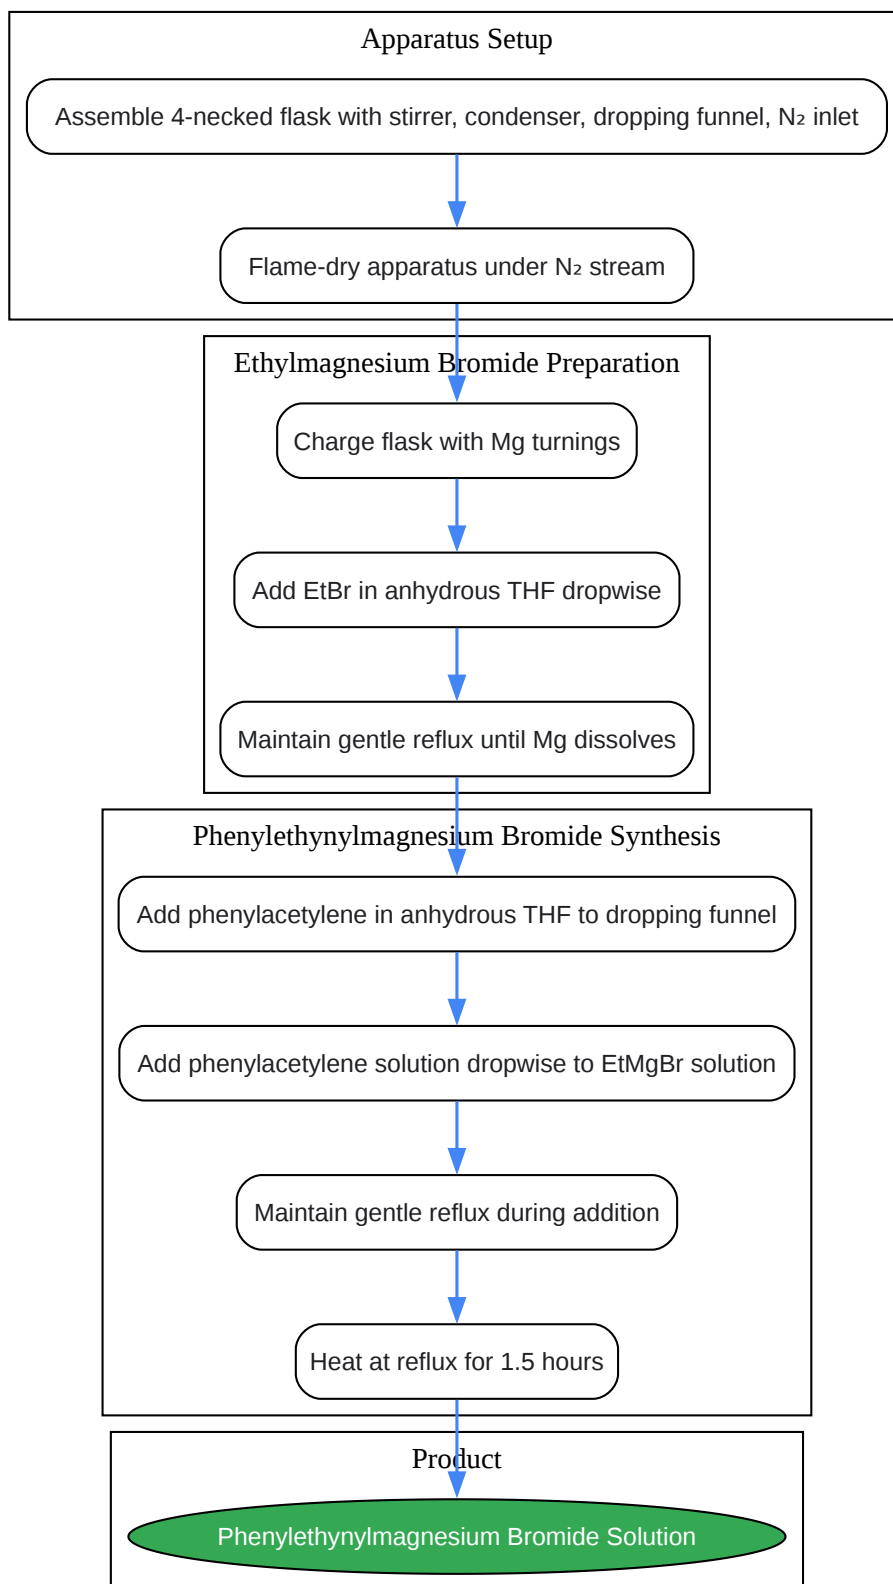 Apparatus Setup
Assemble 4-necked flask with stirrer, condenser, dropping funnel, N₂ inlet
Flame-dry apparatus under N₂ stream
Ethylmagnesium Bromide Preparation
Charge flask with Mg turnings
Add EtBr in anhydrous THF dropwise
Maintain gentle reflux until Mg dissolves
Phenylethynylmagnesium Bromide Synthesis
Add phenylacetylene in anhydrous THF to dropping funnel
Add phenylacetylene solution dropwise to EtMgBr solution
Maintain gentle reflux during addition
Heat at reflux for 1.5 hours
Product
Phenylethynylmagnesium Bromide Solution